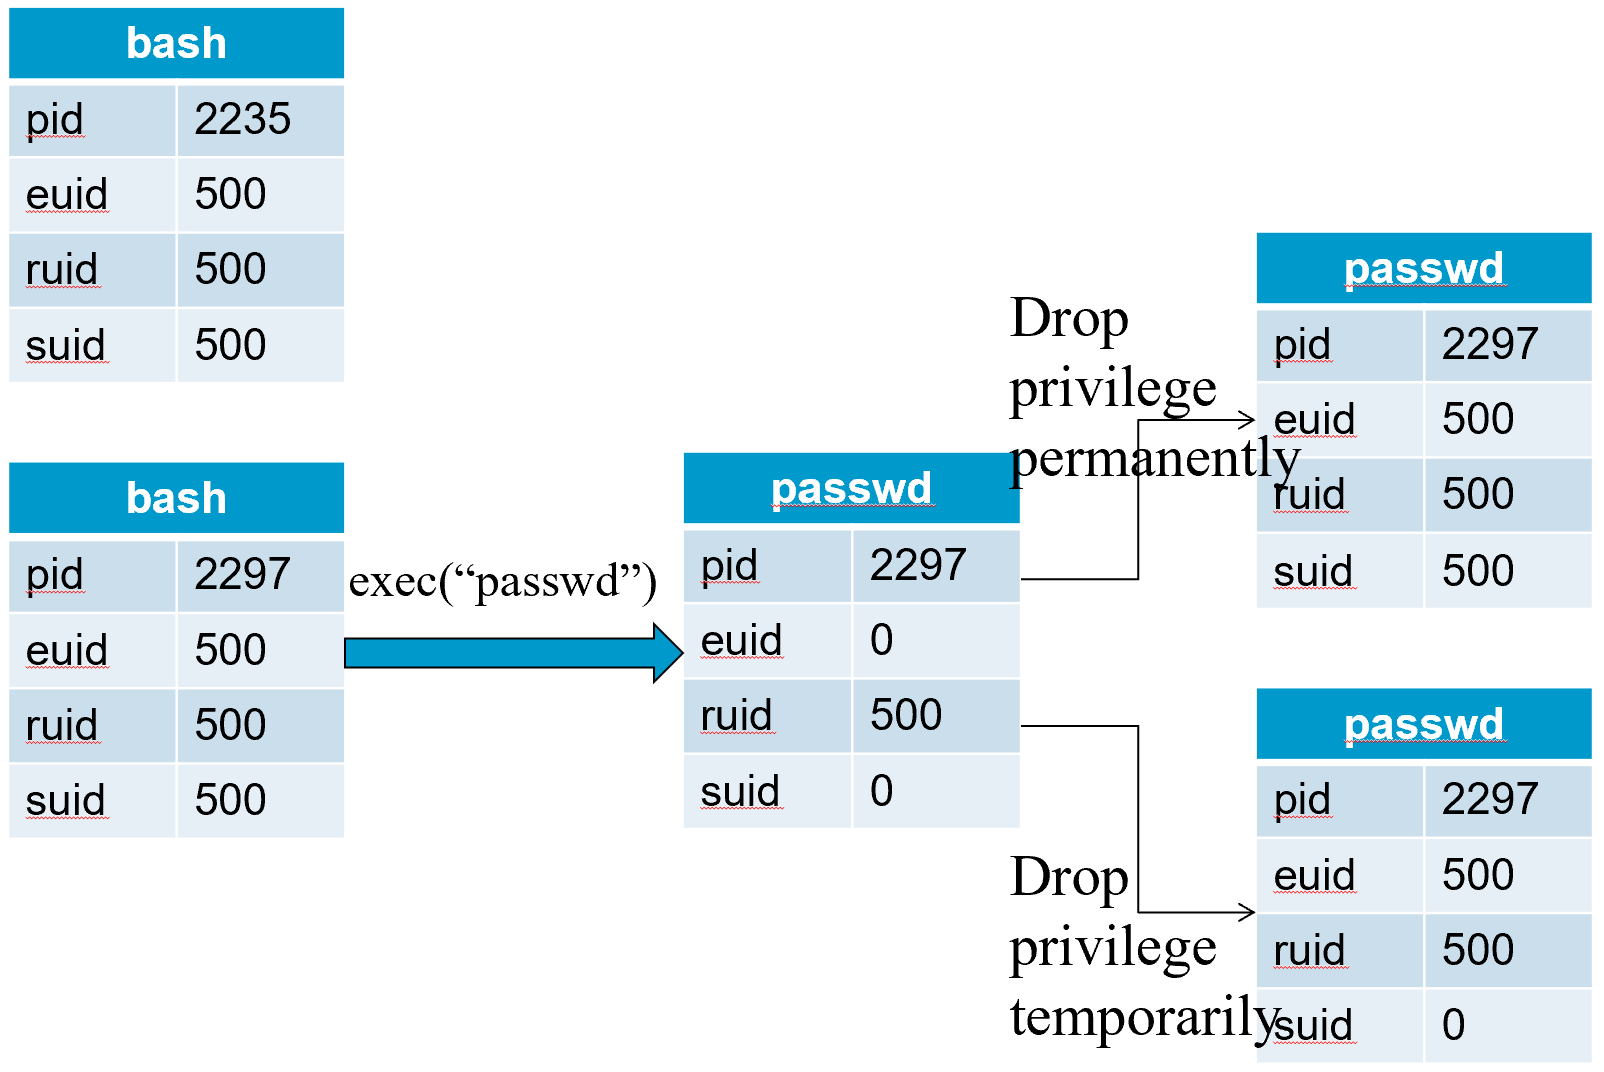 bash
pid 2235
euid 500
ruid 500
suid 500
bash
pid 2297
euid 500
ruid 500
suid 500
exec(“passwd”)
passwd
pid 2297
euid 0
ruid 500
suid 0
Drop
privilege
permanently
passwd
pid 2297
euid 500
ruid 500
suid 500
Drop
privilege
temporarily
passwd
pid 2297
euid 500
ruid 500
suid 0